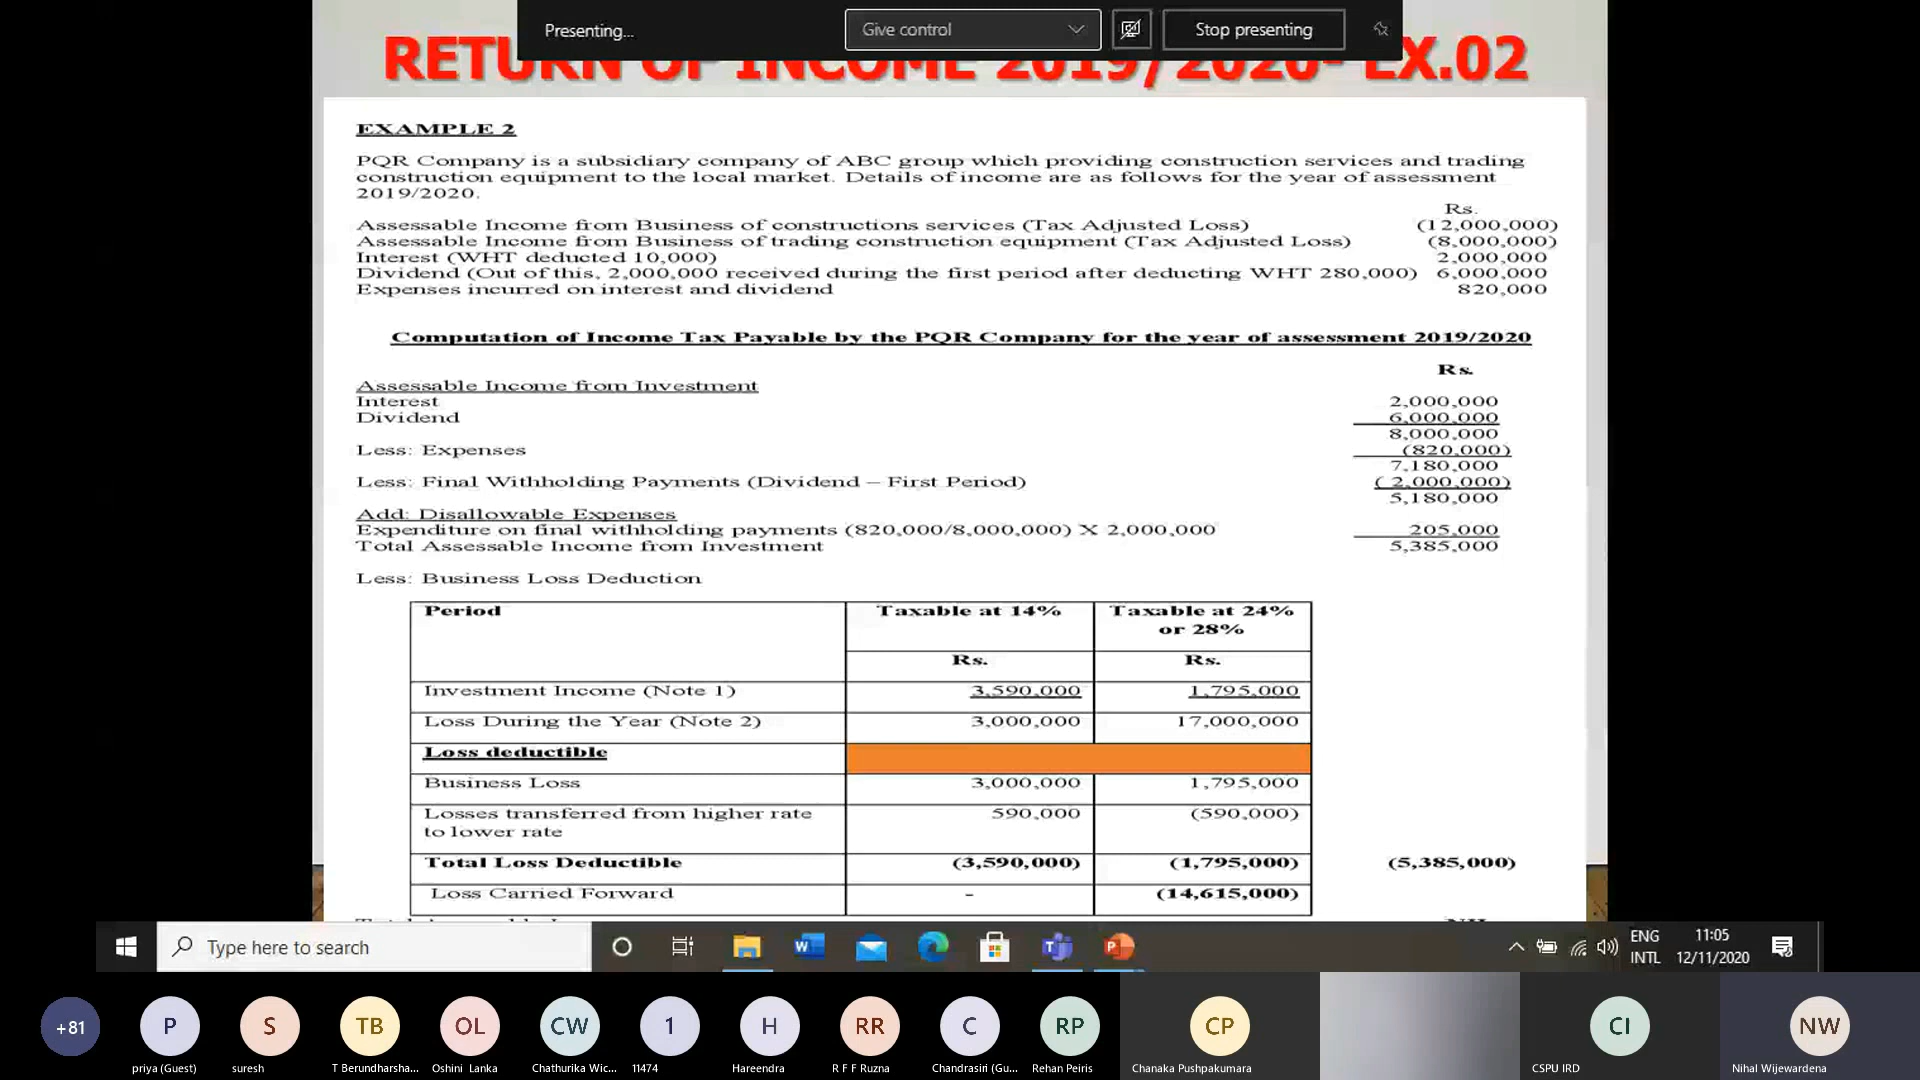 Presenting...
Give control
Stop presenting
RETURN OF INCOME 2019/2020- EX.02
EXAMPLE 2
PQR Company is a subsidiary company of ABC group which providing construction services and trading
construction equipment to the local market. Details of income are as follows for the year of assessment
2019/2020.
Rs.
Assessable Income from Business of constructions services (Tax Adjusted Loss) (12,000,000)
Assessable Income from Business of trading construction equipment (Tax Adjusted Loss) (8,000,000)
Interest (WHT deducted 10,000) 2,000,000
Dividend (Out of this, 2,000,000 received during the first period after deducting WHT 280,000) 6,000,000
Expenses incurred on interest and dividend 820,000
Computation of Income Tax Payable by the PQR Company for the year of assessment 2019/2020
Rs.
Assessable Income from Investment
Interest 2,000,000
Dividend 6,000,000
8,000,000
Less: Expenses (820,000)
7,180,000
Less: Final Withholding Payments (Dividend – First Period) ( 2,000,000)
5,180,000
Add: Disallowable Expenses
Expenditure on final withholding payments (820,000/8,000,000) X 2,000,000 205,000
Total Assessable Income from Investment 5,385,000
Less: Business Loss Deduction
Period Taxable at 14% Taxable at 24%
or 28%
Rs. Rs.
Investment Income (Note 1) 3,590,000 1,795,000
Loss During the Year (Note 2) 3,000,000 17,000,000
Loss deductible
Business Loss 3,000,000 1,795,000
Losses transferred from higher rate 590,000 (590,000)
to lower rate
Total Loss Deductible (3,590,000) (1,795,000) (5,385,000)
Loss Carried Forward - (14,615,000)
Type here to search
ENG 11:05
INTL 12/11/2020
+81 P S TB OL CW 1 H RR C RP CP CI NW
priya (Guest) suresh T Berundharsha... Oshini Lanka Chathurika Wic... 11474 Hareendra R F F Ruzna Chandrasiri (Gu... Rehan Peiris Chanaka Pushpakumara CSPU IRD Nihal Wijewardena